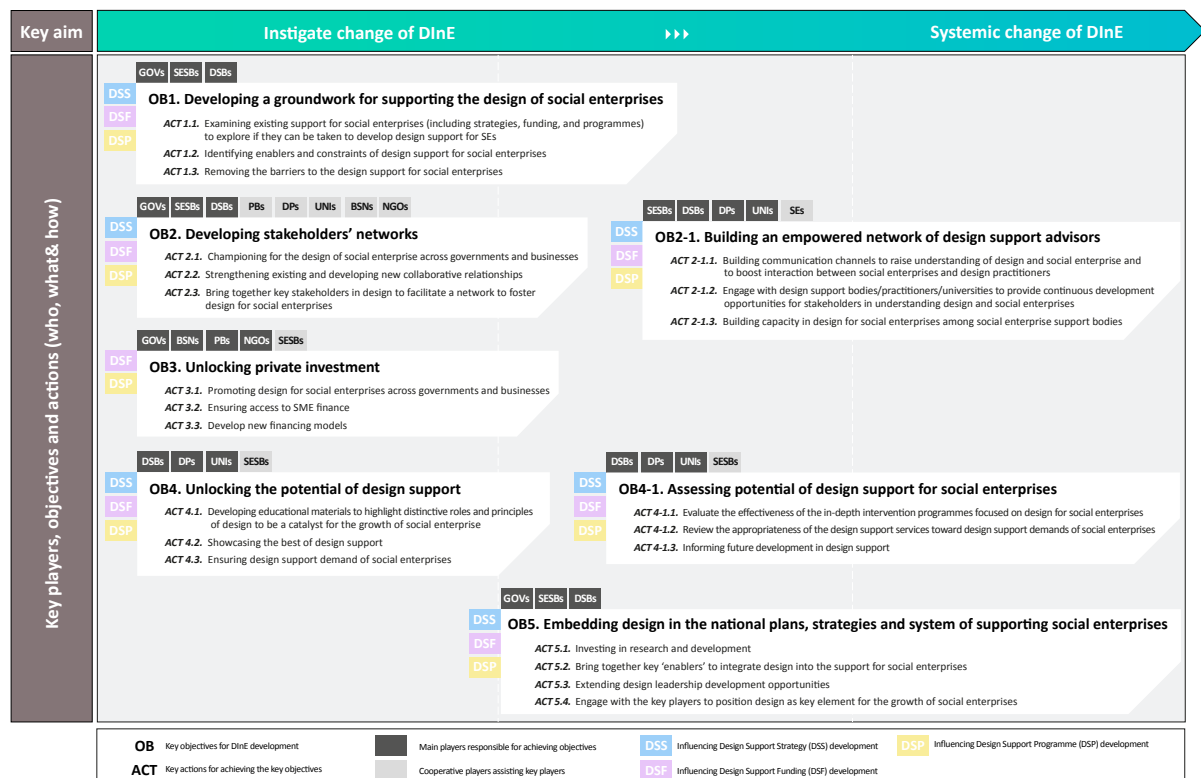 Key aim
Instigate change of DInE
Systemic change of DInE
Key players, objectives and actions (who, what& how)
GOVs SESBs DSBs
DSS
DSF
DSP
OB1. Developing a groundwork for supporting the design of social enterprises
ACT 1.1. Examining existing support for social enterprises (including strategies, funding, and programmes)
to explore if they can be taken to develop design support for SEs
ACT 1.2. Identifying enablers and constraints of design support for social enterprises
ACT 1.3. Removing the barriers to the design support for social enterprises
GOVs SESBs DSBs PBs DPs UNIs BSNs NGOs
DSS
DSF
DSP
OB2. Developing stakeholders' networks
ACT 2.1. Championing for the design of social enterprise across governments and businesses
ACT 2.2. Strengthening existing and developing new collaborative relationships
ACT 2.3. Bring together key stakeholders in design to facilitate a network to foster
design for social enterprises
SESBs DSBs DPs UNIs SEs
DSS
DSF
DSP
OB2-1. Building an empowered network of design support advisors
ACT 2-1.1. Building communication channels to raise understanding of design and social enterprise and
to boost interaction between social enterprises and design practitioners
ACT 2-1.2. Engage with design support bodies/practitioners/universities to provide continuous development
opportunities for stakeholders in understanding design and social enterprises
ACT 2-1.3. Building capacity in design for social enterprises among social enterprise support bodies
GOVs BSNs PBs NGOs SESBs
DSF
DSP
OB3. Unlocking private investment
ACT 3.1. Promoting design for social enterprises across governments and businesses
ACT 3.2. Ensuring access to SME finance
ACT 3.3. Develop new financing models
DSBs DPs UNIs SESBs
DSS
DSF
DSP
OB4. Unlocking the potential of design support
ACT 4.1. Developing educational materials to highlight distinctive roles and principles
of design to be a catalyst for the growth of social enterprise
ACT 4.2. Showcasing the best of design support
ACT 4.3. Ensuring design support demand of social enterprises
DSBs DPs UNIs SESBs
DSS
DSF
DSP
OB4-1. Assessing potential of design support for social enterprises
ACT 4-1.1. Evaluate the effectiveness of the in-depth intervention programmes focused on design for social enterprises
ACT 4-1.2. Review the appropriateness of the design support services toward design support demands of social enterprises
ACT 4-1.3. Informing future development in design support
GOVs SESBs DSBs
DSS
DSF
DSP
OB5. Embedding design in the national plans, strategies and system of supporting social enterprises
ACT 5.1. Investing in research and development
ACT 5.2. Bring together key 'enablers' to integrate design into the support for social enterprises
ACT 5.3. Extending design leadership development opportunities
ACT 5.4. Engage with the key players to position design as key element for the growth of social enterprises
OB Key objectives for DInE development
ACT Key actions for achieving the key objectives
Main players responsible for achieving objectives
Cooperative players assisting key players
DSS Influencing Design Support Strategy (DSS) development
DSF Influencing Design Support Funding (DSF) development
DSP Influencing Design Support Programme (DSP) development